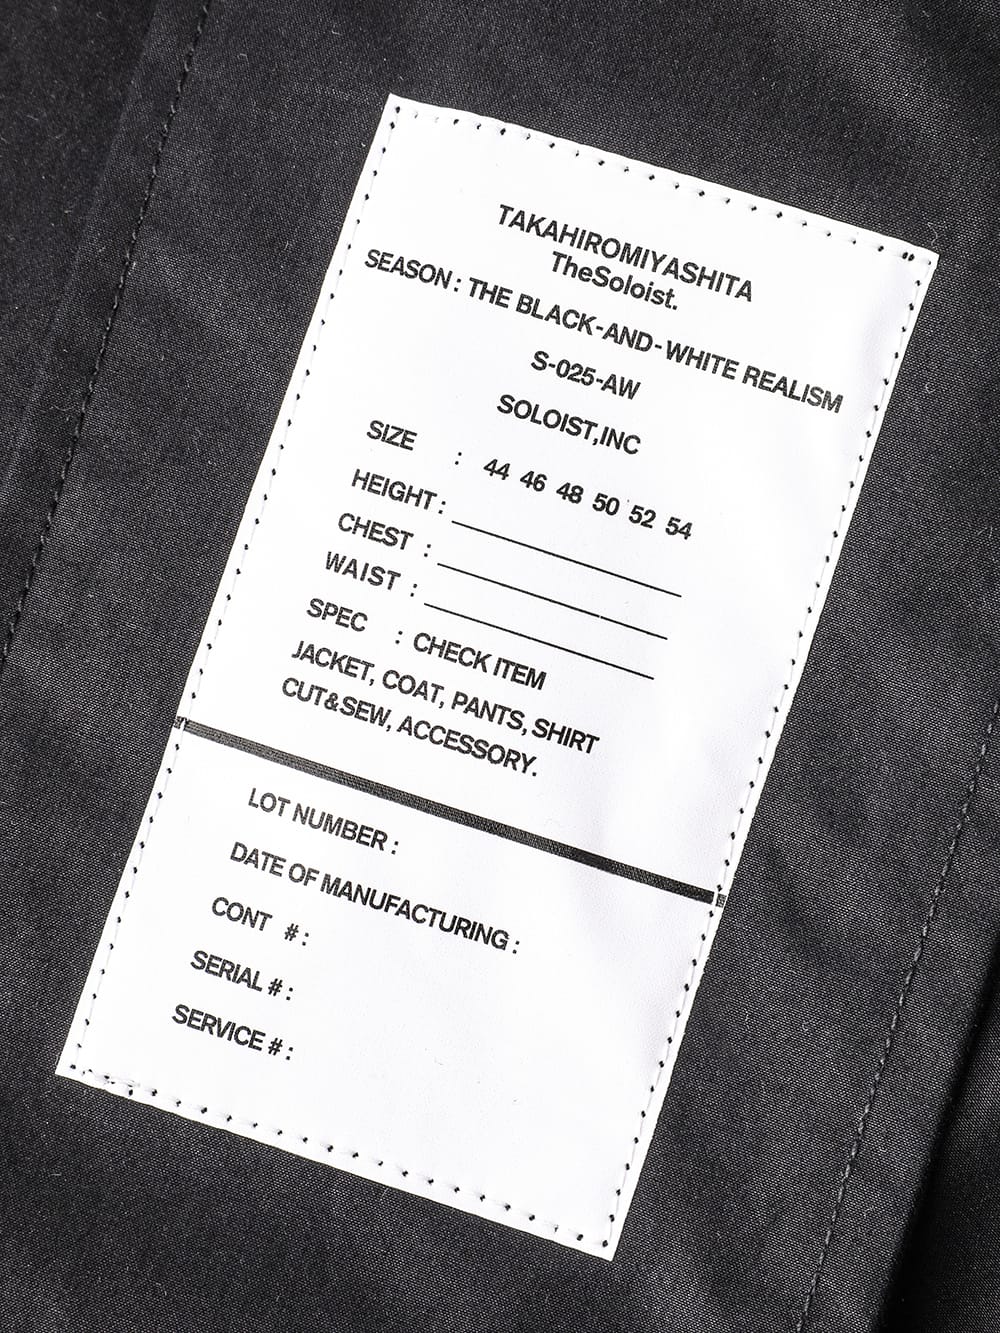 TAKAHIROMIYASHITA
TheSoloist.
SEASON : THE BLACK-AND-WHITE REALISM
S-025-AW
SOLOIST,INC
SIZE : 44 46 48 50 52 54
HEIGHT :
CHEST :
WAIST :
SPEC : CHECK ITEM
JACKET, COAT, PANTS, SHIRT
CUT&SEW, ACCESSORY.
LOT NUMBER :
DATE OF MANUFACTURING :
CONT # :
SERIAL # :
SERVICE # :